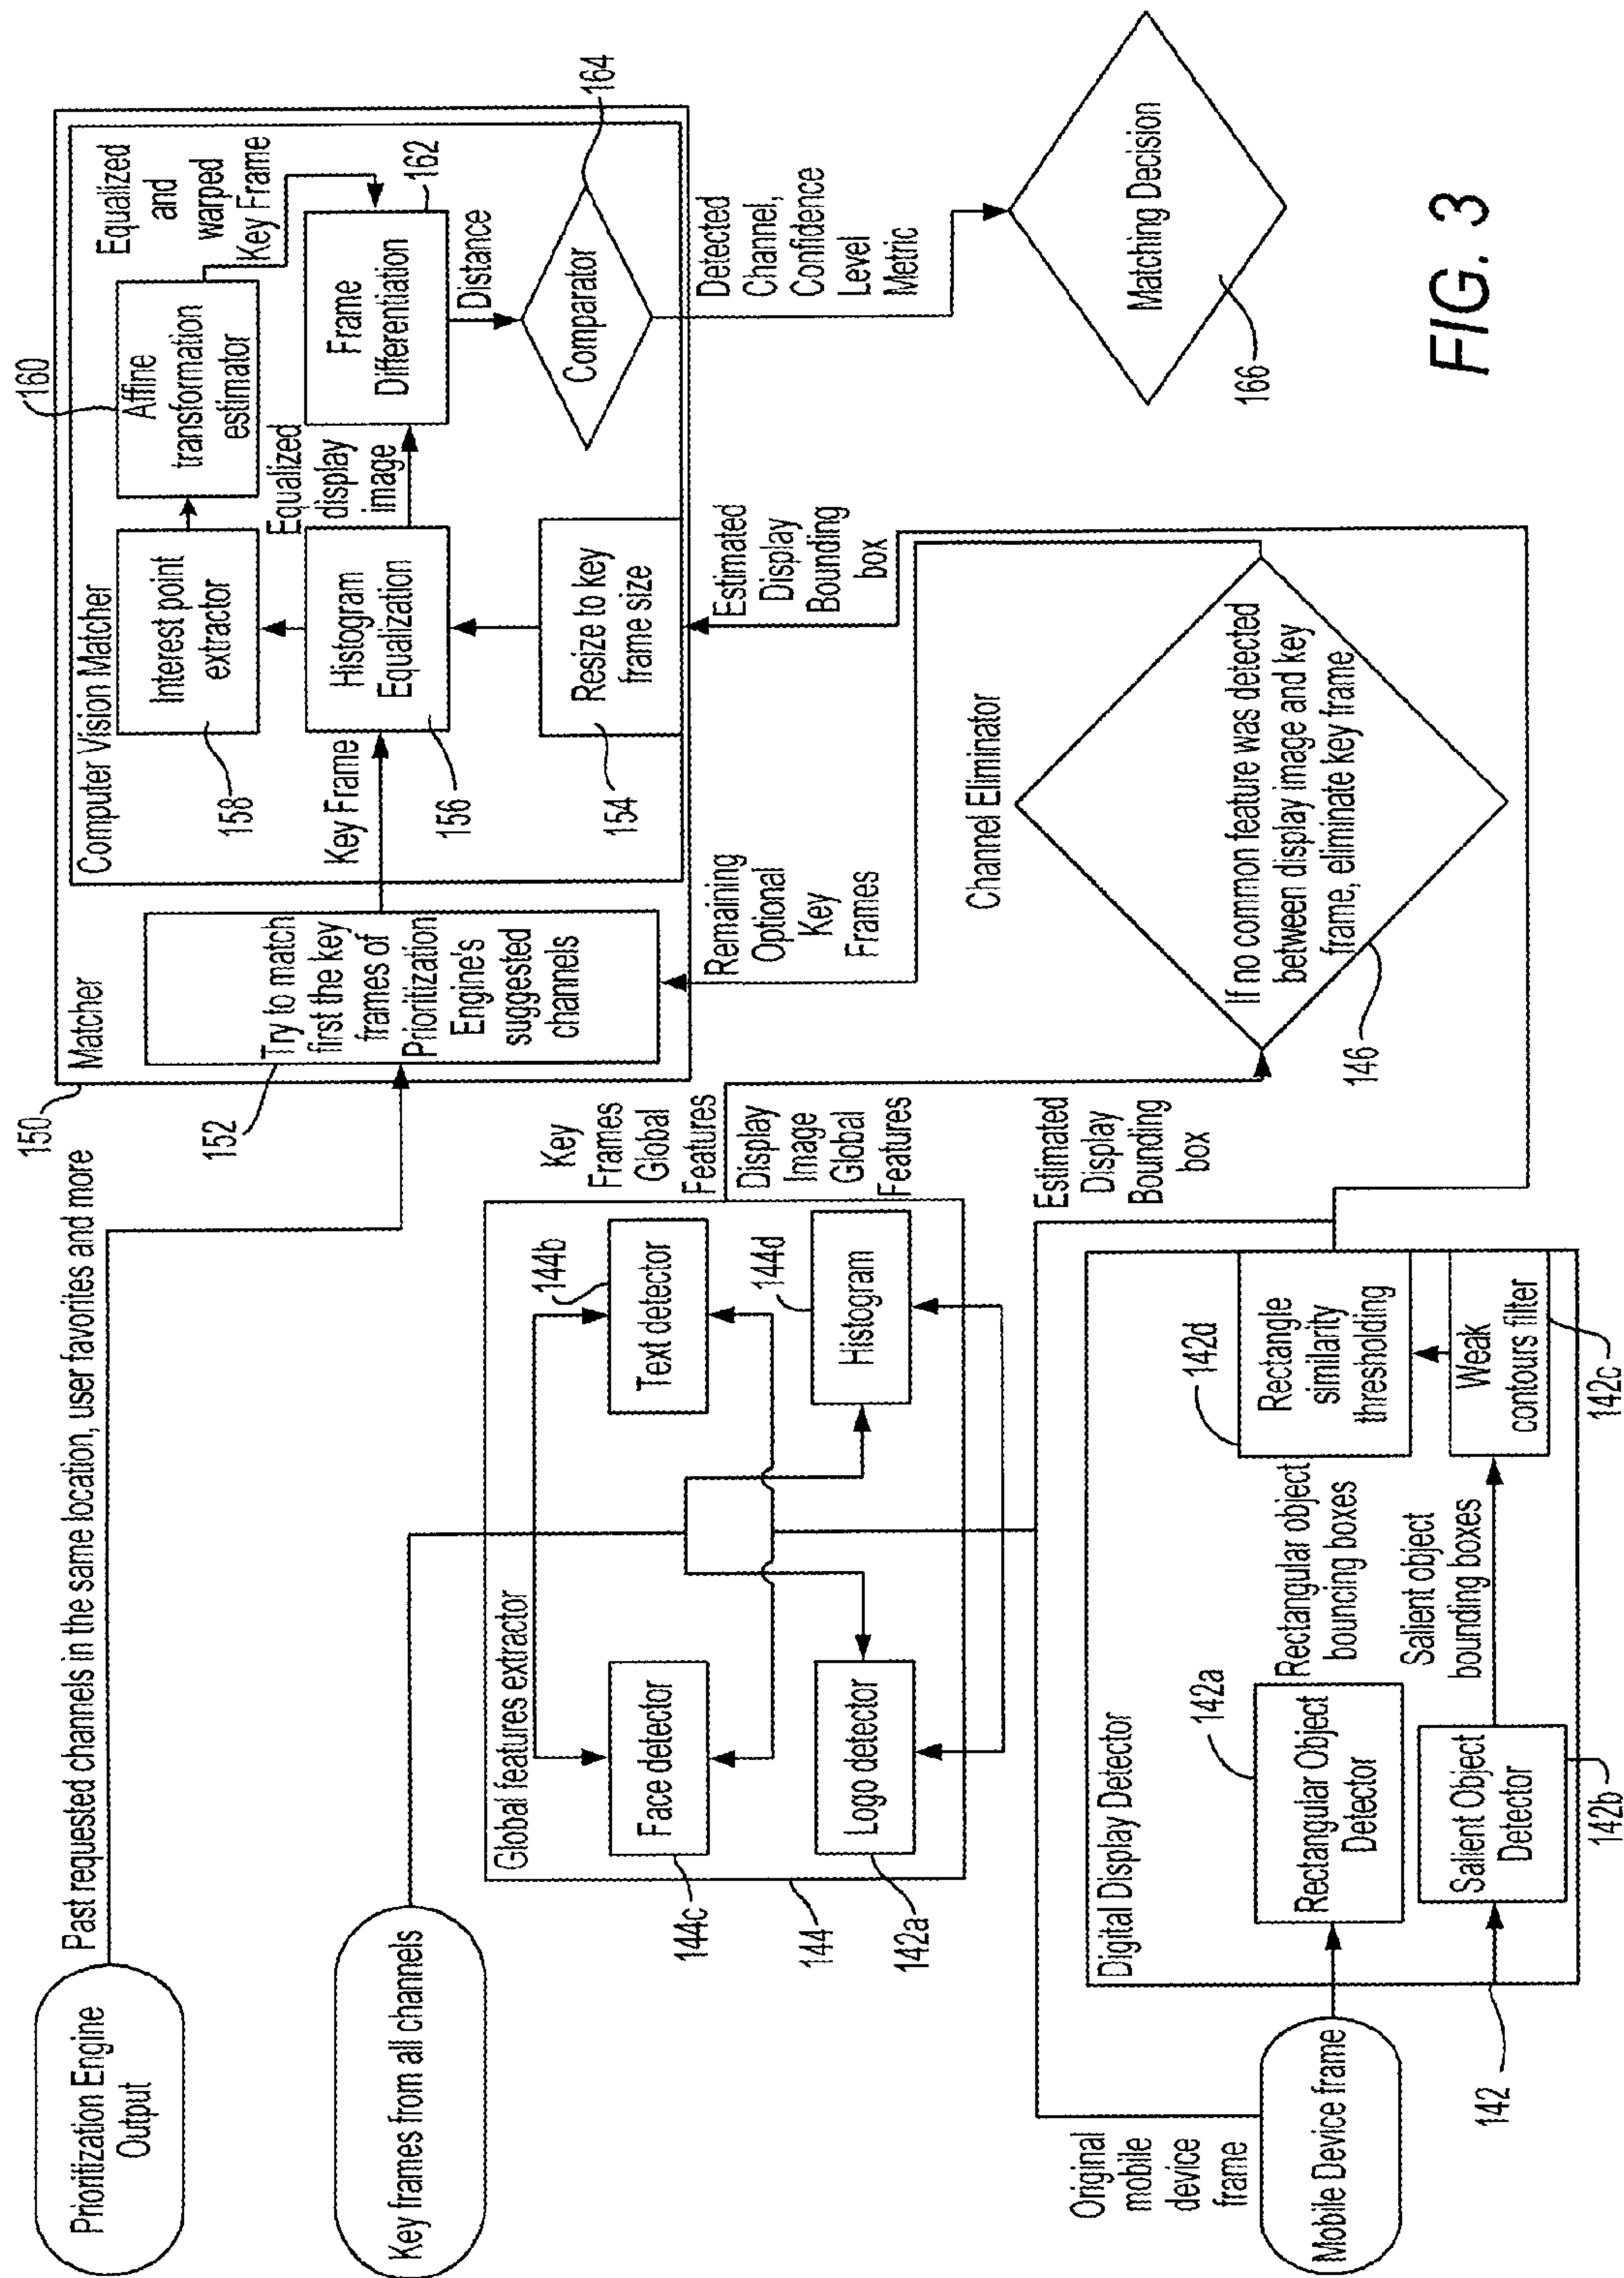 Prioritization Engine
Output
Past requested channels in the same location, user favorites and more
150
Matcher
152
Try to match
first the key
frames of
Prioritization
Engine's
suggested
channels
Computer Vision Matcher
Key Frame
158
Interest point
extractor
160
Affine
transformation
estimator
Equalized
and
warped
Key Frame
156
Histogram
Equalization
Equalized
display
image
Frame
Differentiation
162
Distance
154
Resize to key
frame size
Comparator
164
Key frames from all channels
Global features extractor
144c
Face detector
144b
Text detector
144
142a
Logo detector
144d
Histogram
Key
Frames
Global
Features
Display
Image
Global
Features
Remaining
Optional
Key
Frames
Estimated
Display
Bounding
box
Detected
Channel,
Confidence
Level
Metric
Channel Eliminator
If no common feature was detected
between display image and key
frame, eliminate key frame
146
Matching Decision
166
Original
mobile
device
frame
Mobile Device frame
Estimated
Display
Bounding
box
Digital Display Detector
142a
Rectangular Object
Detector
Rectangular object
bouncing boxes
142d
Rectangle
similarity
thresholding
142
Salient Object
Detector
142b
Salient object
bounding boxes
Weak
contours filter
142c
FIG. 3